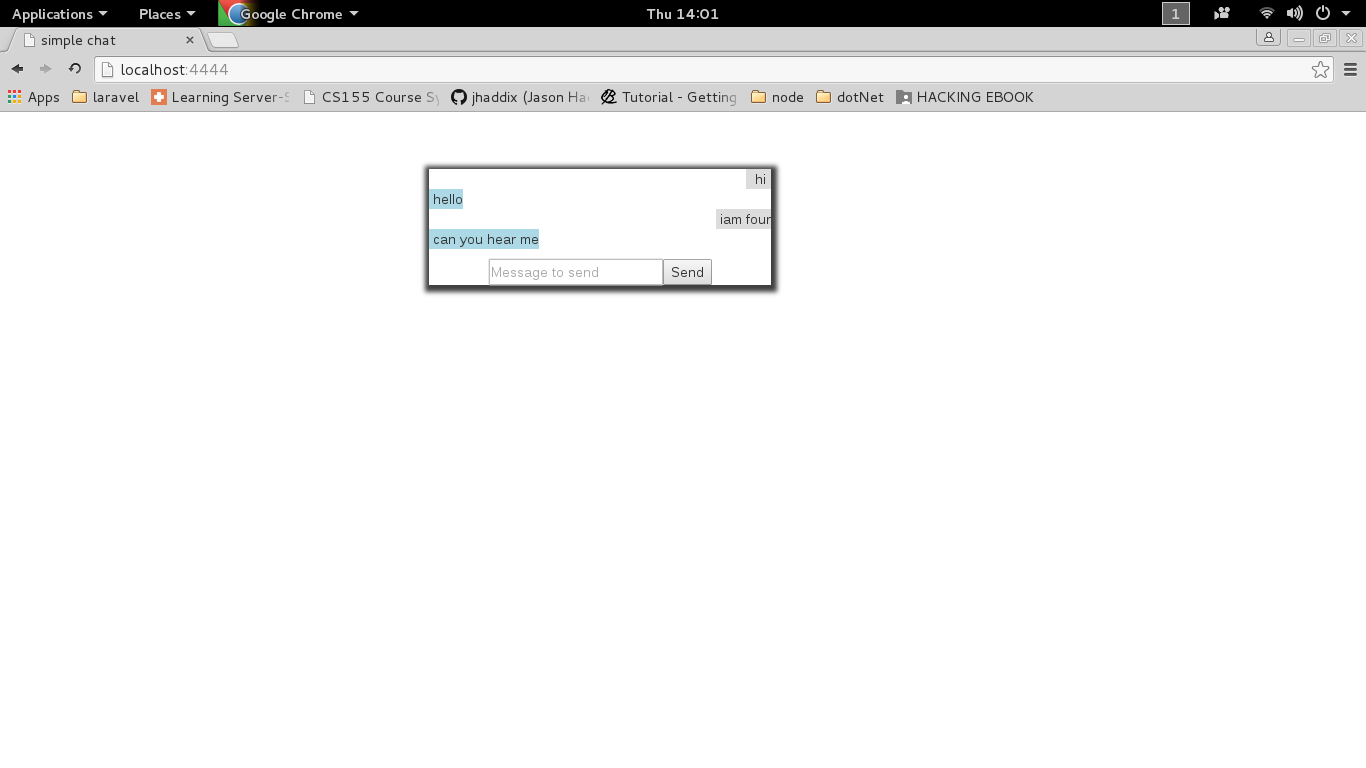 Applications Places Google Chrome Thu 14:01 1
simple chat
localhost:4444
Apps laravel Learning Server-S CS155 Course Sy jhaddix (Jason Ha Tutorial - Getting node dotNet HACKING EBOOK
hi
hello
iam four
can you hear me
Message to send Send